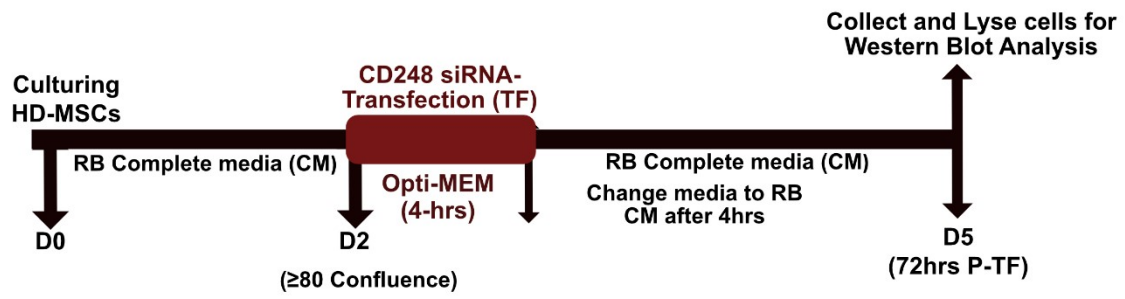 Culturing
HD-MSCs
CD248 siRNA-
Transfection (TF)
Collect and Lyse cells for
Western Blot Analysis
RB Complete media (CM)
Opti-MEM
(4-hrs)
RB Complete media (CM)
Change media to RB
CM after 4hrs
D0
D2
(≥80 Confluence)
D5
(72hrs P-TF)